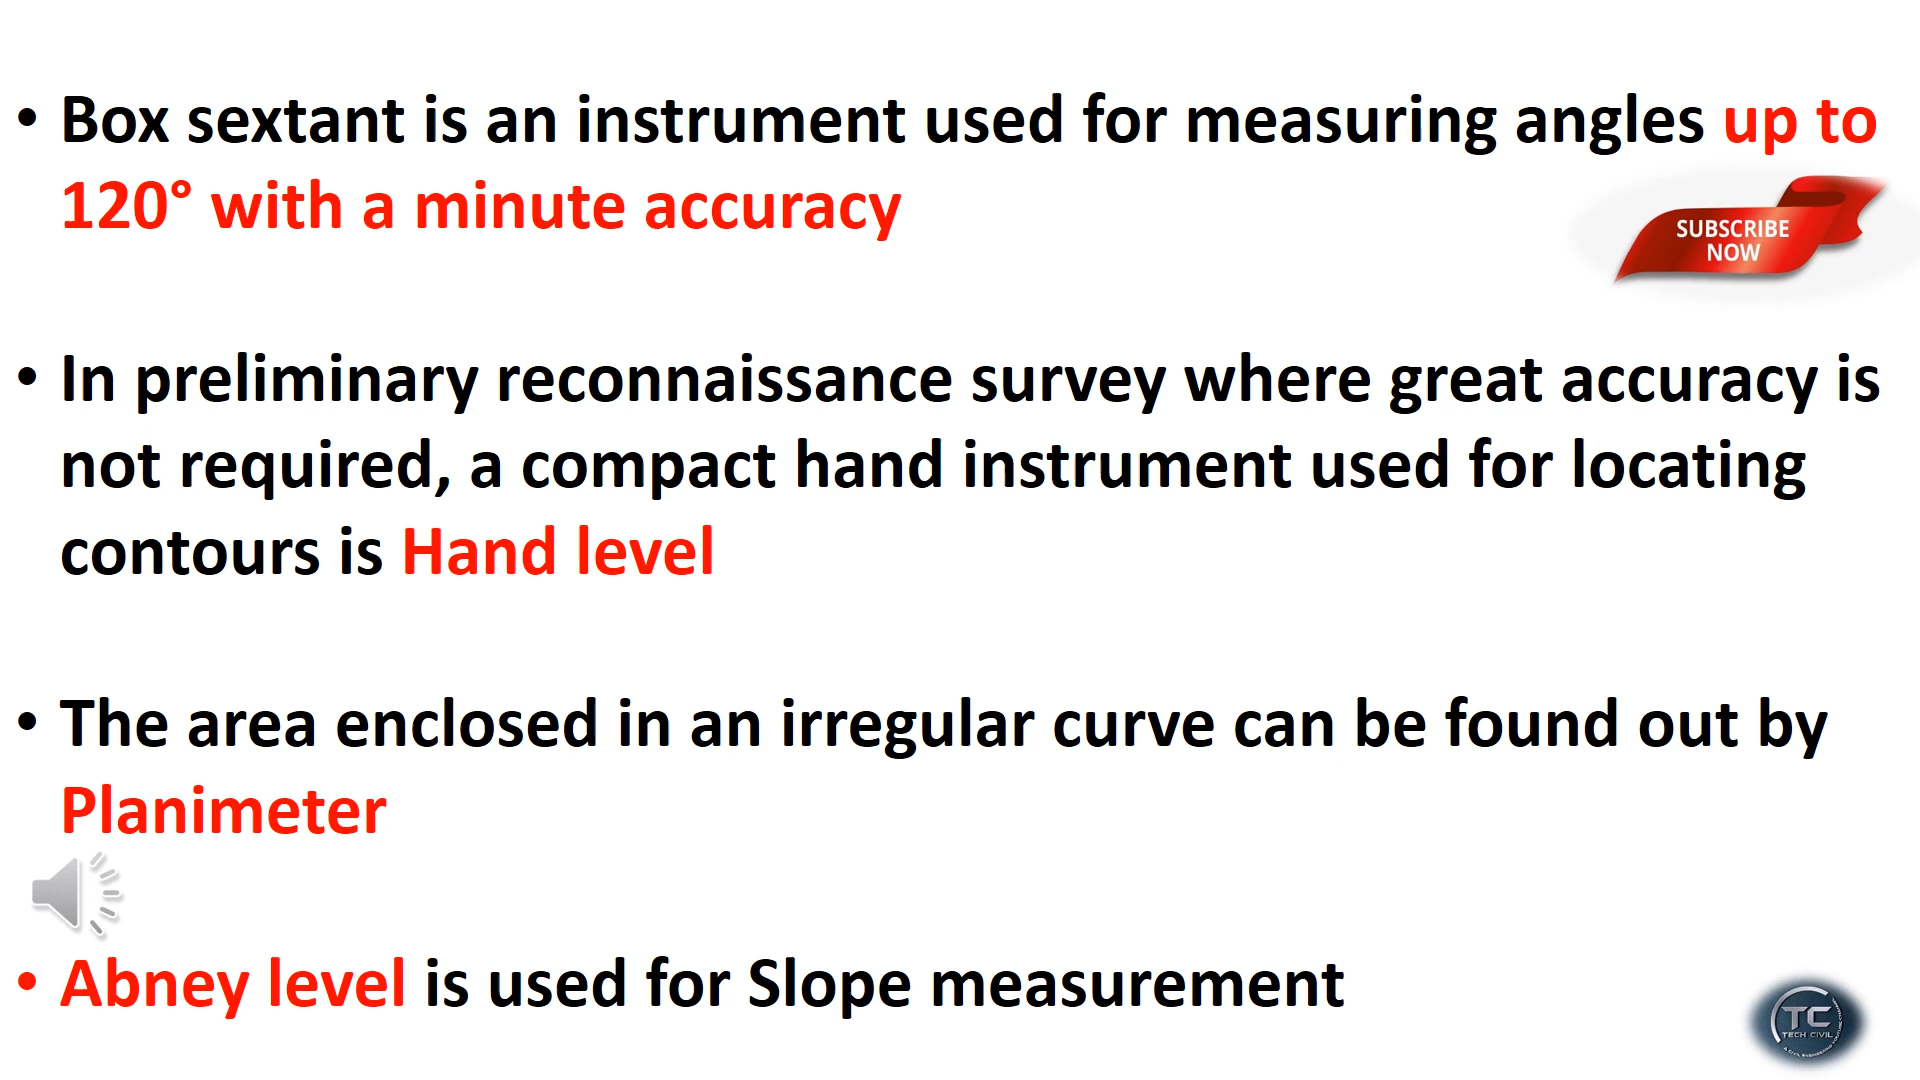 • Box sextant is an instrument used for measuring angles up to
120° with a minute accuracy
SUBSCRIBE
NOW
• In preliminary reconnaissance survey where great accuracy is
not required, a compact hand instrument used for locating
contours is Hand level
• The area enclosed in an irregular curve can be found out by
Planimeter
• Abney level is used for Slope measurement
TC
TECH CIVIL